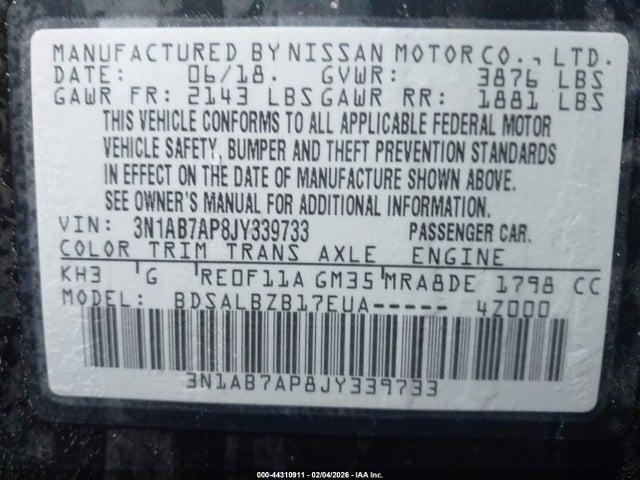 MANUFACTURED BY NISSAN MOTOR CO., LTD.
DATE: 06/18. GVWR: 3876 LBS
GAWR FR: 2143 LBS GAWR RR: 1881 LBS
THIS VEHICLE CONFORMS TO ALL APPLICABLE FEDERAL MOTOR
VEHICLE SAFETY, BUMPER AND THEFT PREVENTION STANDARDS
IN EFFECT ON THE DATE OF MANUFACTURE SHOWN ABOVE.
SEE OWNER'S MANUAL FOR ADDITIONAL INFORMATION.
VIN: 3N1AB7AP8JY339733 PASSENGER CAR.
COLOR TRIM TRANS AXLE ENGINE
KH3 G RE0F11A GM35 MRA8DE 1798 CC
MODEL: BDSALBZB17EUA----- 4Z000
3N1AB7AP8JY339733
000-44310911 - 02/04/2026 - IAA Inc.